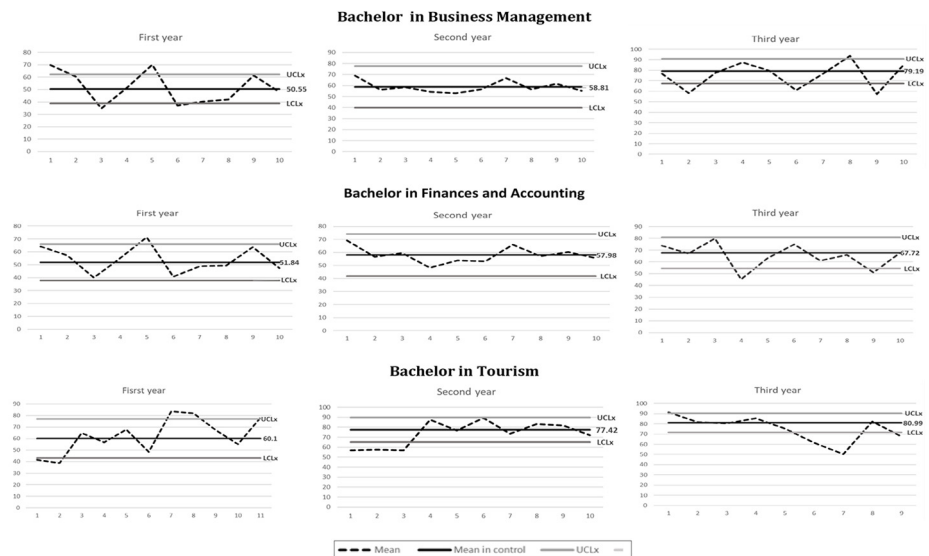 Bachelor in Business Management
First year
80
70
60
50
40
30
20
10
0
UCLx
50.55
LCLx
1 2 3 4 5 6 7 8 9 10
Second year
90
80
70
60
50
40
30
20
10
0
UCLx
58.81
LCLx
1 2 3 4 5 6 7 8 9 10
Third year
100
90
80
70
60
50
40
30
20
10
0
UCLx
79.19
LCLx
1 2 3 4 5 6 7 8 9 10
Bachelor in Finances and Accounting
First year
80
70
60
50
40
30
20
10
0
UCLx
51.84
LCLx
1 2 3 4 5 6 7 8 9 10
Second year
80
70
60
50
40
30
20
10
0
UCLx
57.98
LCLx
1 2 3 4 5 6 7 8 9 10
Third year
90
80
70
60
50
40
30
20
10
0
UCLx
67.72
LCLx
1 2 3 4 5 6 7 8 9 10
Bachelor in Tourism
Fisrst year
90
80
70
60
50
40
30
20
10
0
UCLx
60.1
LCLx
1 2 3 4 5 6 7 8 9 10 11
Second year
100
90
80
70
60
50
40
30
20
10
0
UCLx
77.42
LCLx
1 2 3 4 5 6 7 8 9 10
Third year
100
90
80
70
60
50
40
30
20
10
0
UCLx
80.99
LCLx
1 2 3 4 5 6 7 8 9
Mean Mean in control UCLx